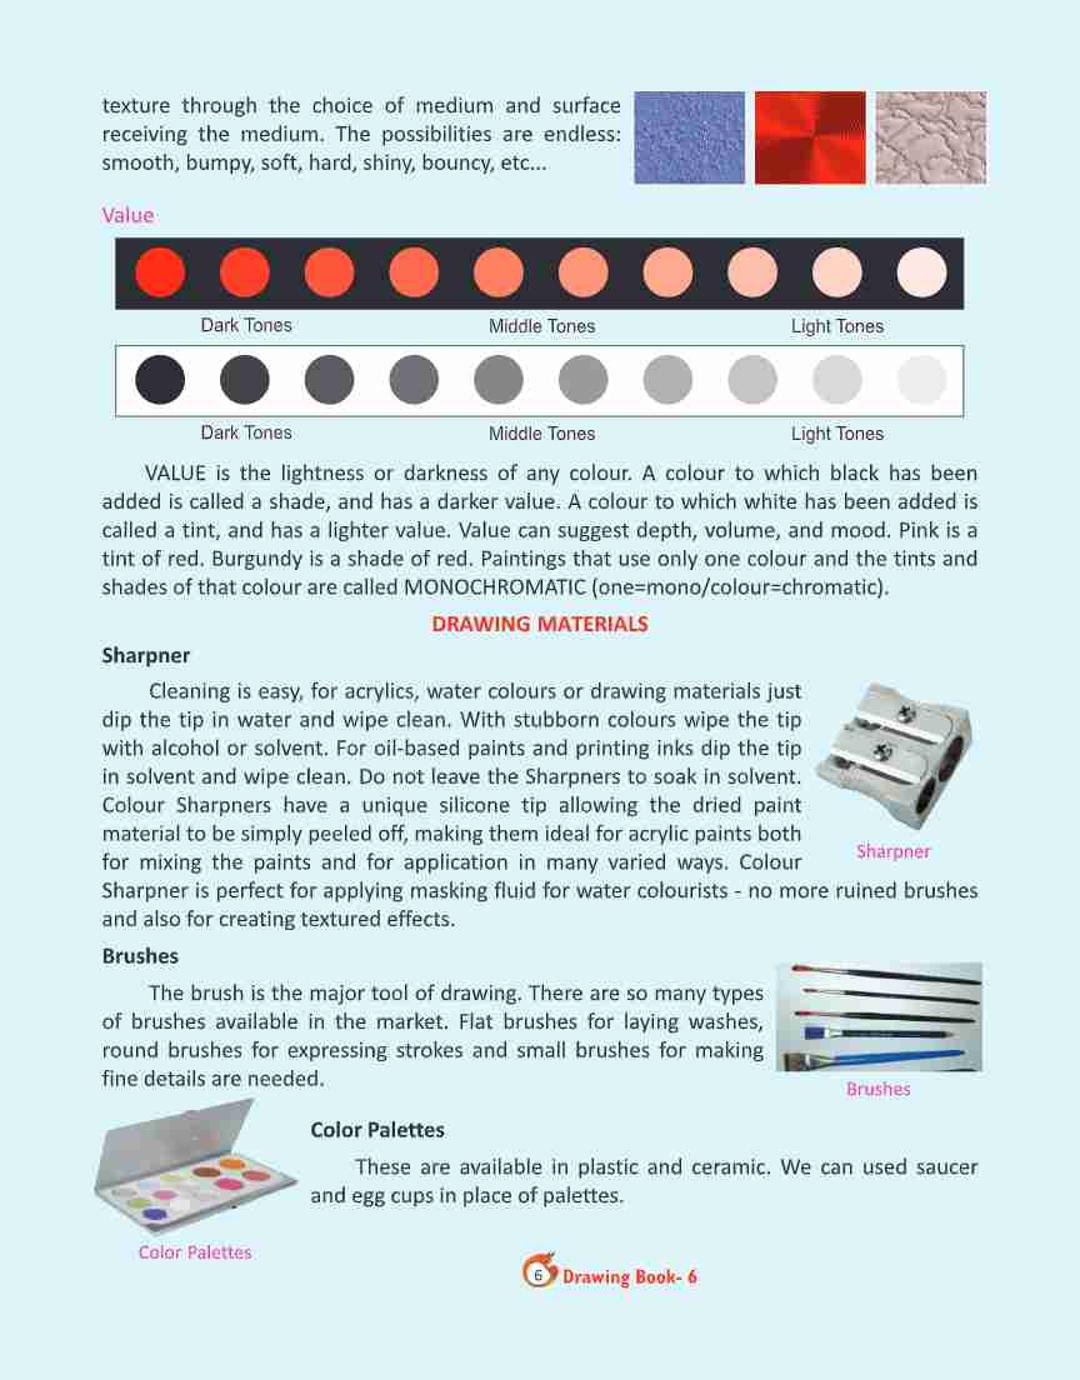 texture through the choice of medium and surface
receiving the medium. The possibilities are endless:
smooth, bumpy, soft, hard, shiny, bouncy, etc...
Value
Dark Tones Middle Tones Light Tones
Dark Tones Middle Tones Light Tones
VALUE is the lightness or darkness of any colour. A colour to which black has been
added is called a shade, and has a darker value. A colour to which white has been added is
called a tint, and has a lighter value. Value can suggest depth, volume, and mood. Pink is a
tint of red. Burgundy is a shade of red. Paintings that use only one colour and the tints and
shades of that colour are called MONOCHROMATIC (one=mono/colour=chromatic).
DRAWING MATERIALS
Sharpner
Cleaning is easy, for acrylics, water colours or drawing materials just
dip the tip in water and wipe clean. With stubborn colours wipe the tip
with alcohol or solvent. For oil-based paints and printing inks dip the tip
in solvent and wipe clean. Do not leave the Sharpners to soak in solvent.
Colour Sharpners have a unique silicone tip allowing the dried paint
material to be simply peeled off, making them ideal for acrylic paints both
for mixing the paints and for application in many varied ways. Colour
Sharpner is perfect for applying masking fluid for water colourists - no more ruined brushes
and also for creating textured effects.
Sharpner
Brushes
The brush is the major tool of drawing. There are so many types
of brushes available in the market. Flat brushes for laying washes,
round brushes for expressing strokes and small brushes for making
fine details are needed.
Brushes
Color Palettes
These are available in plastic and ceramic. We can used saucer
and egg cups in place of palettes.
Color Palettes
6 Drawing Book- 6